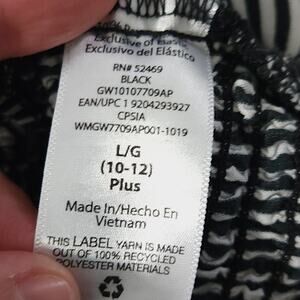 Exclusive of Elastic
Exclusivo del Elástico
RN# 52469
BLACK
GW10107709AP
EAN/UPC 1 9204293927
CPSIA
WMGW7709AP001-1019
L/G
(10-12)
Plus
Made In/Hecho En
Vietnam
THIS LABEL YARN IS MADE
OUT OF 100% RECYCLED
POLYESTER MATERIALS